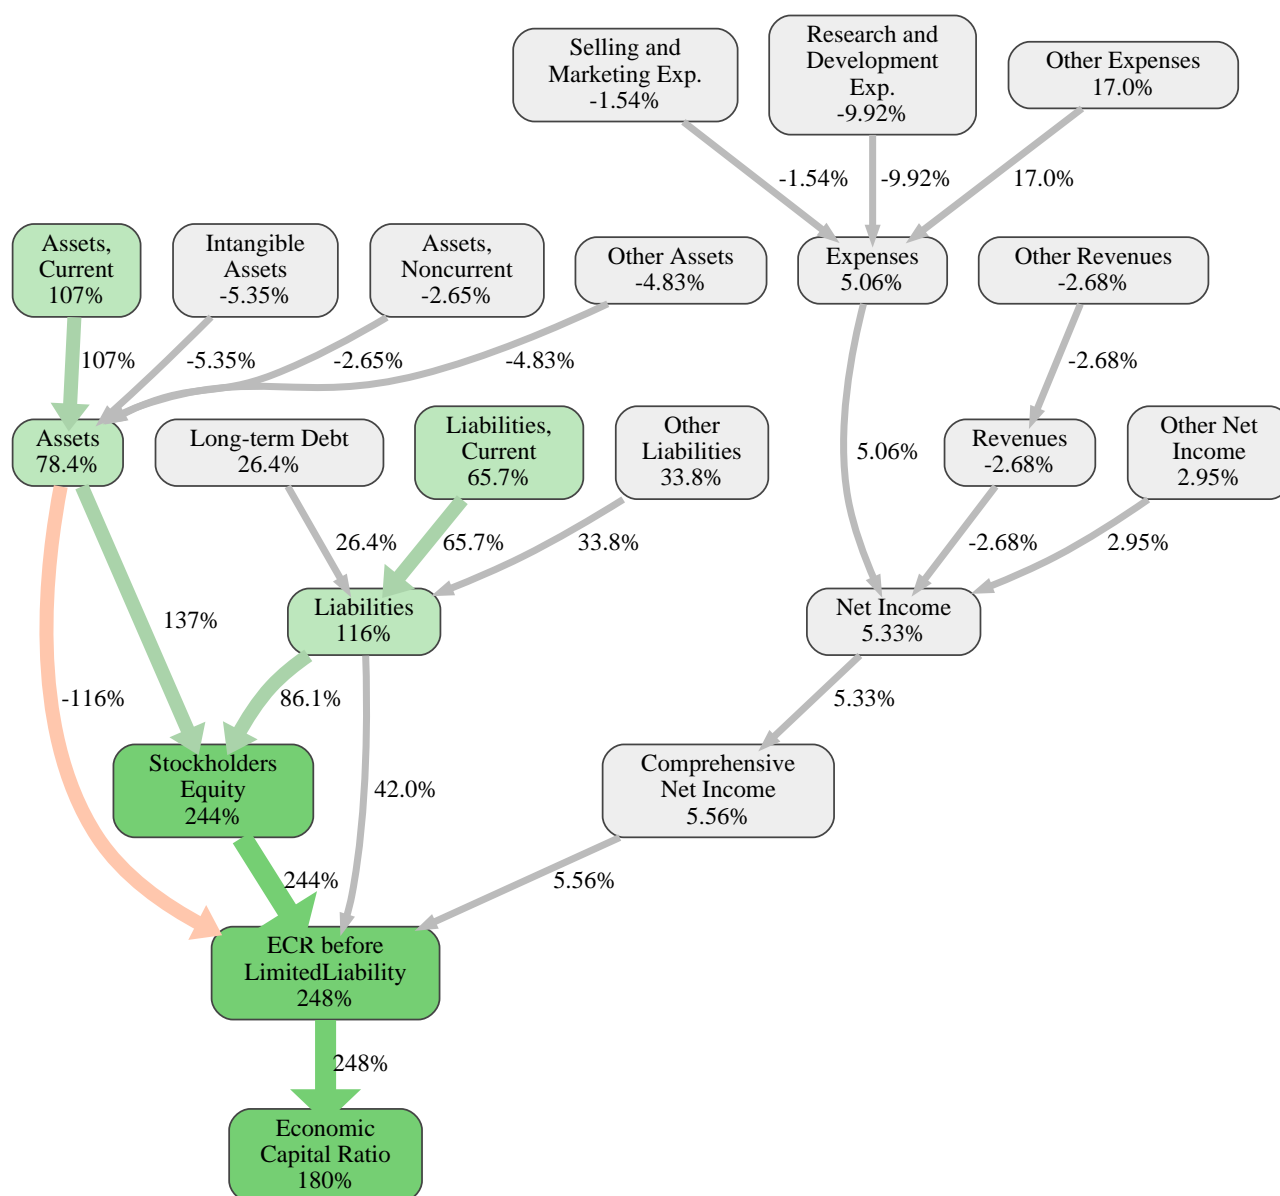 Selling and
Marketing Exp.
-1.54%
Research and
Development
Exp.
-9.92%
Other Expenses
17.0%
-1.54%
-9.92%
17.0%
Assets,
Current
107%
Intangible
Assets
-5.35%
Assets,
Noncurrent
-2.65%
Other Assets
-4.83%
Expenses
5.06%
Other Revenues
-2.68%
107%
-5.35%
-2.65%
-4.83%
-2.68%
Assets
78.4%
Long-term Debt
26.4%
Liabilities,
Current
65.7%
Other
Liabilities
33.8%
5.06%
Revenues
-2.68%
Other Net
Income
2.95%
26.4%
65.7%
33.8%
-2.68%
2.95%
137%
Liabilities
116%
Net Income
5.33%
-116%
86.1%
5.33%
Stockholders
Equity
244%
42.0%
Comprehensive
Net Income
5.56%
244%
5.56%
ECR before
LimitedLiability
248%
248%
Economic
Capital Ratio
180%